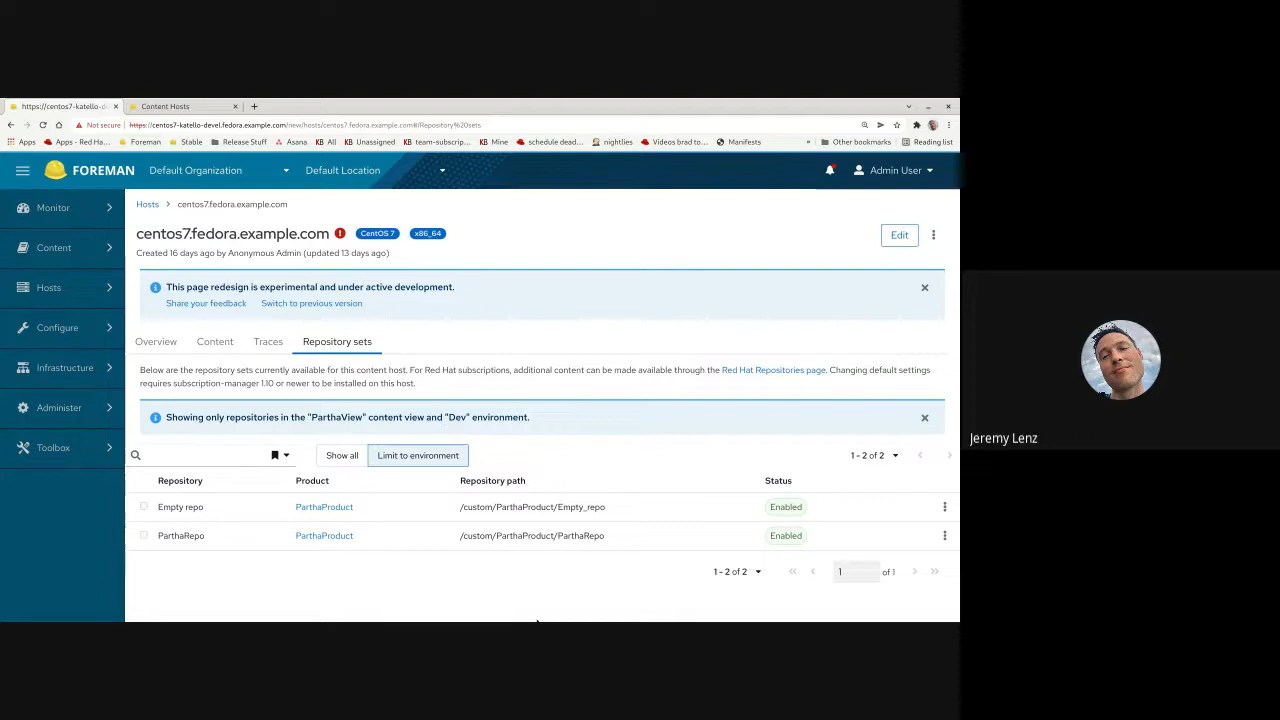 https://centos7-katello-de
Content Hosts
Not secure
https://centos7-katello-devel.fedora.example.com/new/hosts/centos7.fedora.example.com#/Repository%20sets
Apps
Apps - Red Ha...
Foreman
Stable
Release Stuff
Asana
KB All
KB Unassigned
KB team-subscrip...
KB Mine
schedule dead...
nightlies
Videos brad to...
KB Manifests
»
Other bookmarks
Reading list
FOREMAN
Default Organization
Default Location
Admin User
Monitor
Content
Hosts
Configure
Infrastructure
Administer
Toolbox
Hosts > centos7.fedora.example.com
centos7.fedora.example.com
CentOS 7
x86_64
Edit
Created 16 days ago by Anonymous Admin (updated 13 days ago)
This page redesign is experimental and under active development.
Share your feedback Switch to previous version
Overview Content Traces Repository sets
Below are the repository sets currently available for this content host. For Red Hat subscriptions, additional content can be made available through the Red Hat Repositories page. Changing default settings
requires subscription-manager 1.10 or newer to be installed on this host.
Showing only repositories in the "ParthaView" content view and "Dev" environment.
Show all Limit to environment 1 - 2 of 2
Repository Product Repository path Status
Empty repo ParthaProduct /custom/ParthaProduct/Empty_repo Enabled
ParthaRepo ParthaProduct /custom/ParthaProduct/ParthaRepo Enabled
1 - 2 of 2 1 of 1
Jeremy Lenz